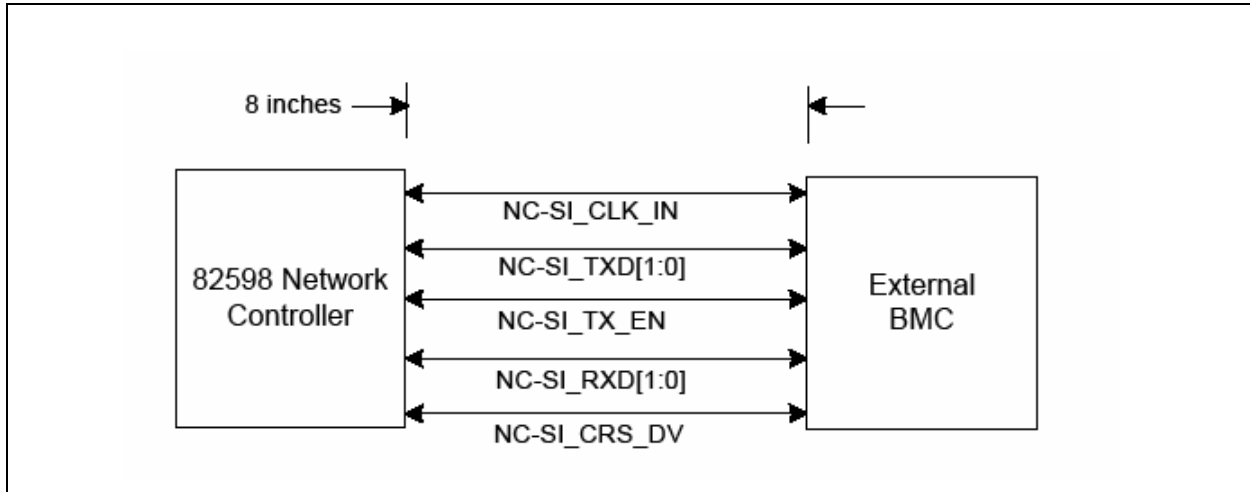 8 inches
82598 Network
Controller
NC-SI_CLK_IN
NC-SI_TXD[1:0]
NC-SI_TX_EN
NC-SI_RXD[1:0]
NC-SI_CRS_DV
External
BMC